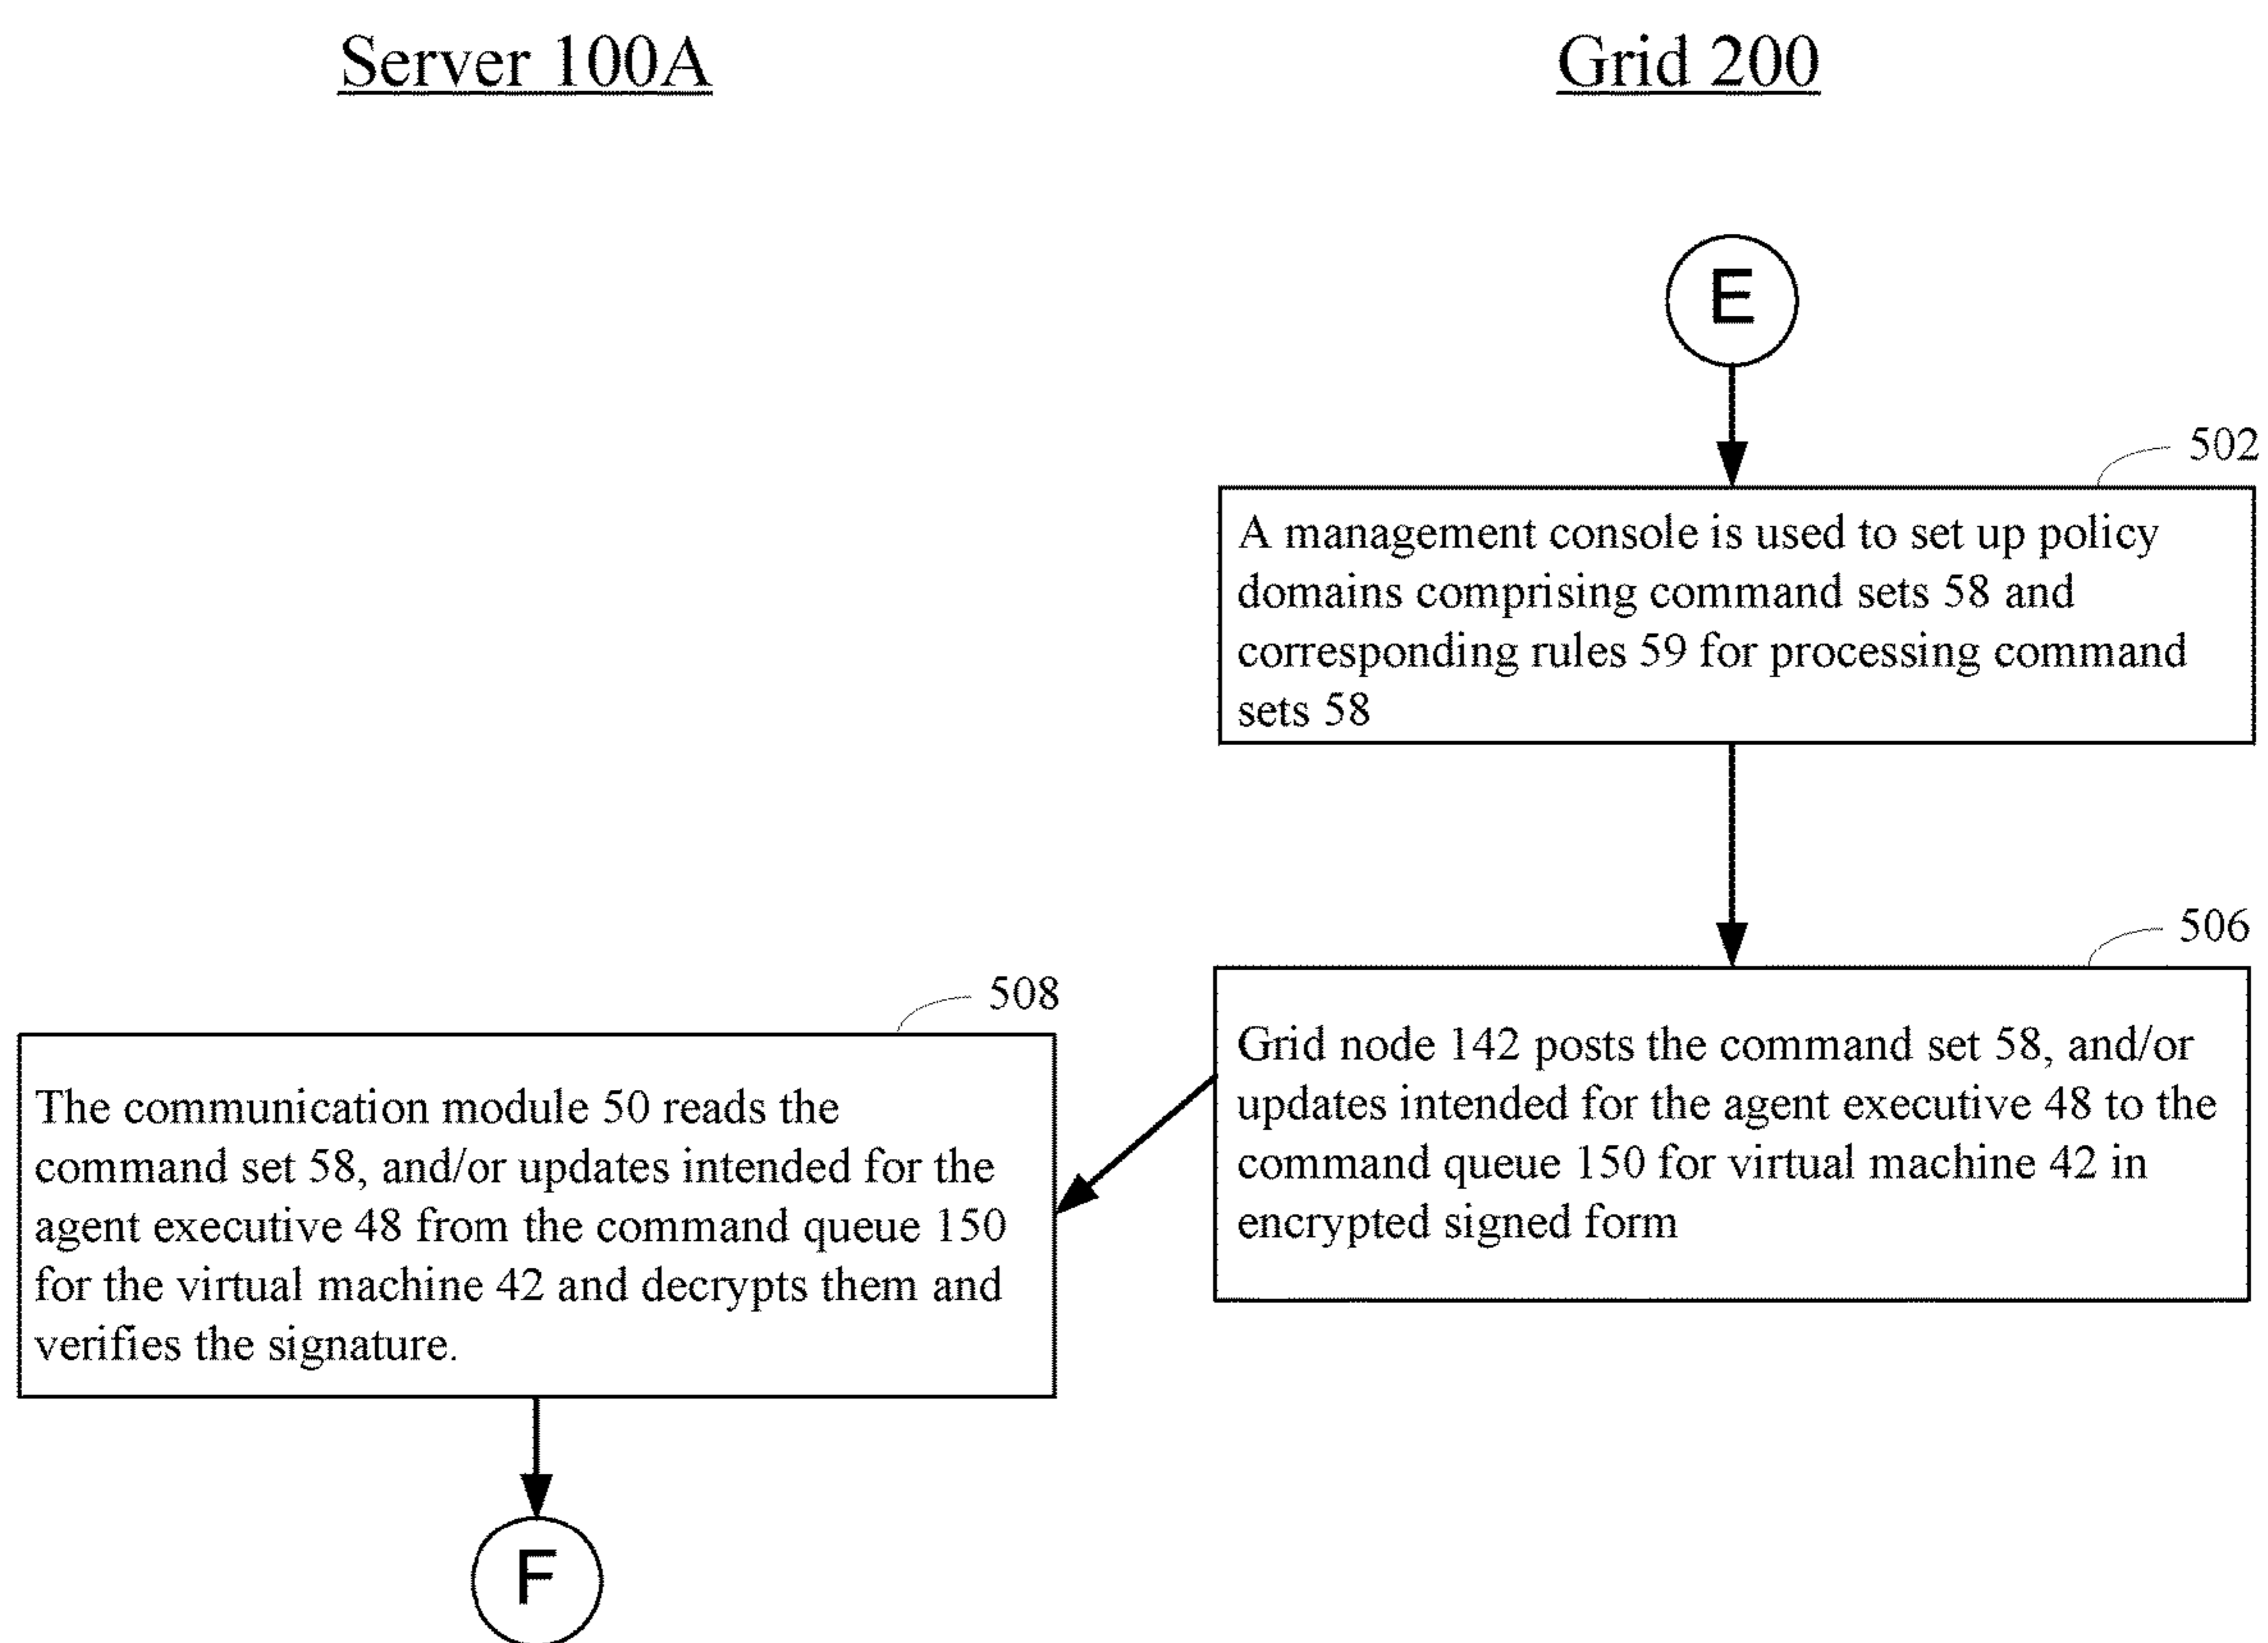 Server 100A
Grid 200
E
502
A management console is used to set up policy
domains comprising command sets 58 and
corresponding rules 59 for processing command
sets 58
506
Grid node 142 posts the command set 58, and/or
updates intended for the agent executive 48 to the
command queue 150 for virtual machine 42 in
encrypted signed form
508
The communication module 50 reads the
command set 58, and/or updates intended for the
agent executive 48 from the command queue 150
for the virtual machine 42 and decrypts them and
verifies the signature.
F